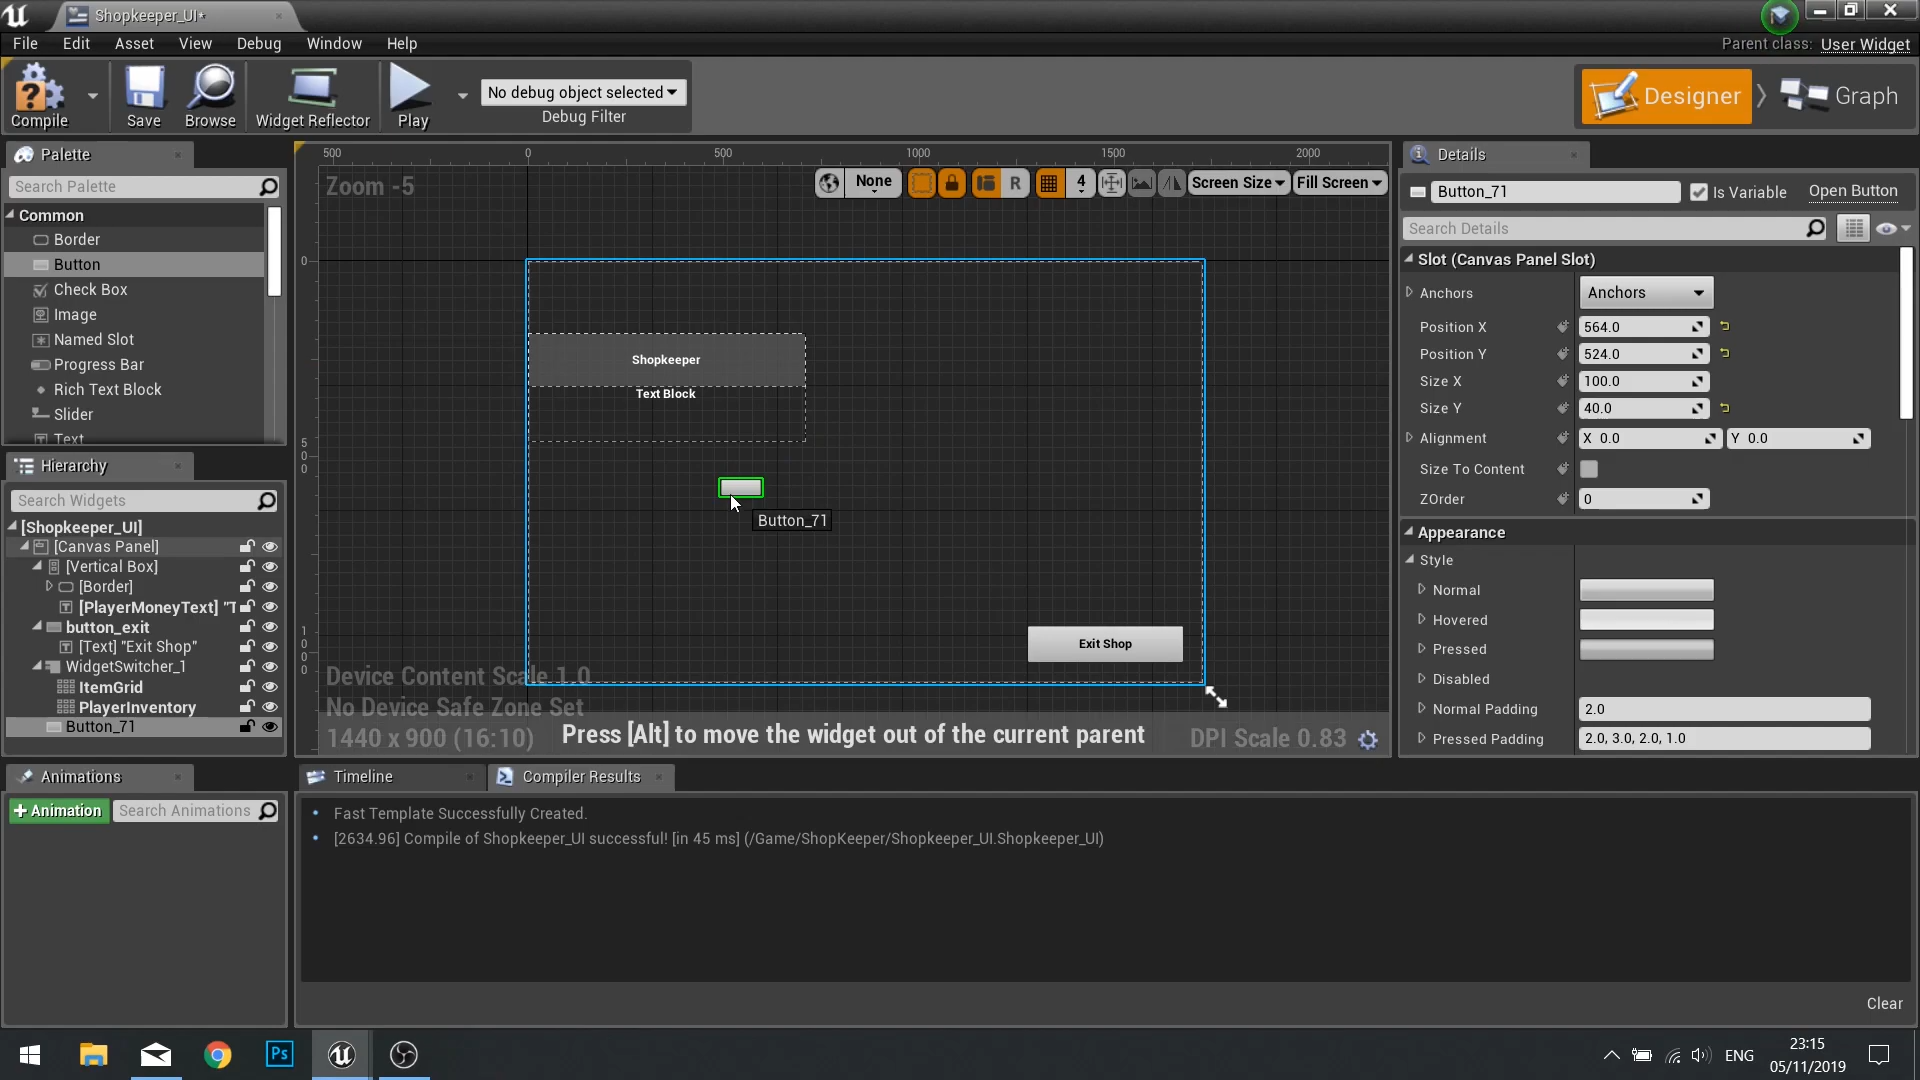 Shopkeeper_UI*
File Edit Asset View Debug Window Help
Parent class: User Widget
Compile
Save
Browse
Widget Reflector
Play
No debug object selected
Debug Filter
Designer
Graph
Palette
Search Palette
Common
Border
Button
Check Box
Image
Named Slot
Progress Bar
Rich Text Block
Slider
Text
Hierarchy
Search Widgets
[Shopkeeper_UI]
[Canvas Panel]
[Vertical Box]
[Border]
[PlayerMoneyText] "T
button_exit
[Text] "Exit Shop"
WidgetSwitcher_1
ItemGrid
PlayerInventory
Button_71
Animations
+ Animation
Search Animations
500 0 500 1000 1500 2000
Zoom -5
None
R
4
Screen Size
Fill Screen
0
500
1000
Shopkeeper
Text Block
Button_71
Exit Shop
Device Content Scale 1.0
No Device Safe Zone Set
1440 x 900 (16:10)
Press [Alt] to move the widget out of the current parent
DPI Scale 0.83
Details
Button_71
Is Variable
Open Button
Search Details
Slot (Canvas Panel Slot)
Anchors Anchors
Position X 564.0
Position Y 524.0
Size X 100.0
Size Y 40.0
Alignment X 0.0 Y 0.0
Size To Content
ZOrder 0
Appearance
Style
Normal
Hovered
Pressed
Disabled
Normal Padding 2.0
Pressed Padding 2.0, 3.0, 2.0, 1.0
Timeline
Compiler Results
Fast Template Successfully Created.
[2634.96] Compile of Shopkeeper_UI successful! [in 45 ms] (/Game/ShopKeeper/Shopkeeper_UI.Shopkeeper_UI)
Clear
Ps
ENG
23:15
05/11/2019